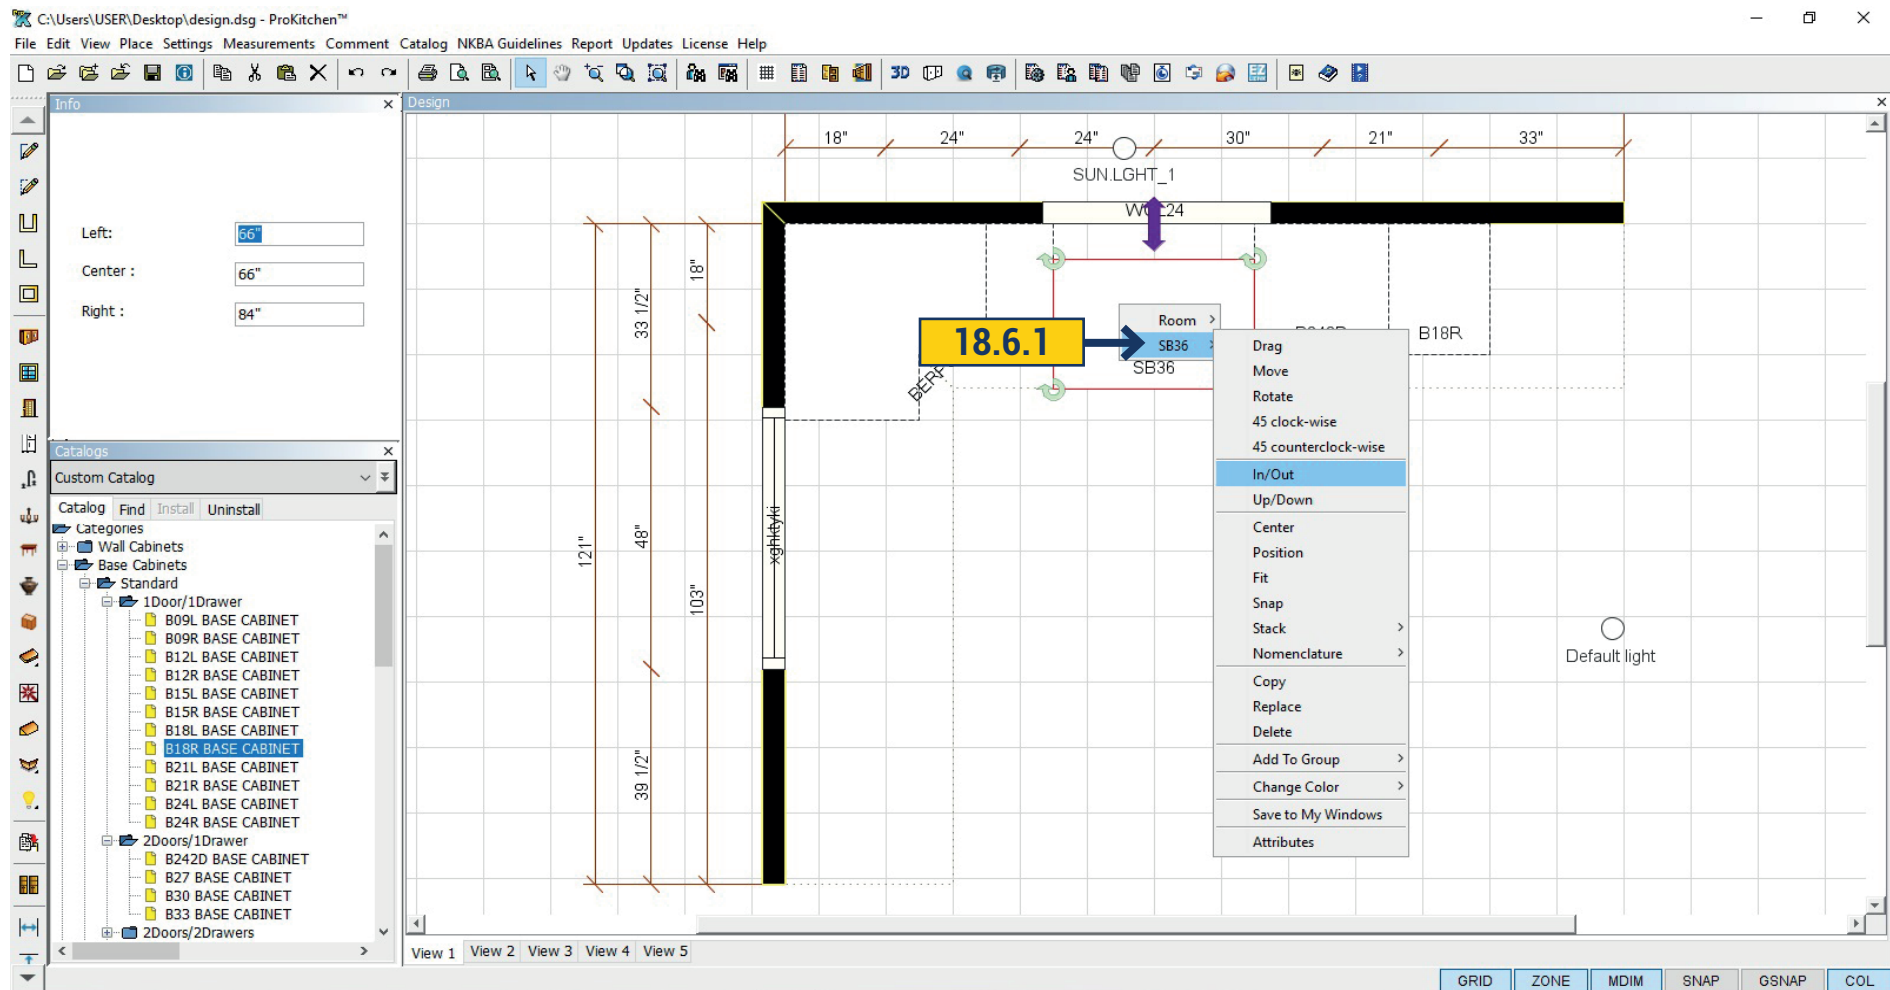 C:\Users\USER\Desktop\design.dsg - ProKitchen™
File Edit View Place Settings Measurements Comment Catalog NKBA Guidelines Report Updates License Help
3D
Info
Left: 66"
Center : 66"
Right : 84"
Catalogs
Custom Catalog
Catalog Find Install Uninstall
Categories
Wall Cabinets
Base Cabinets
Standard
1Door/1Drawer
B09L BASE CABINET
B09R BASE CABINET
B12L BASE CABINET
B12R BASE CABINET
B15L BASE CABINET
B15R BASE CABINET
B18L BASE CABINET
B18R BASE CABINET
B21L BASE CABINET
B21R BASE CABINET
B24L BASE CABINET
B24R BASE CABINET
2Doors/1Drawer
B242D BASE CABINET
B27 BASE CABINET
B30 BASE CABINET
B33 BASE CABINET
2Doors/2Drawers
Design
18" 24" 24" 30" 21" 33"
SUN.LGHT_1
18"
33 1/2"
121"
48"
103"
39 1/2"
xghktyki
18.6.1
SB36
B18R
Default light
Room
SB36
Drag
Move
Rotate
45 clock-wise
45 counterclock-wise
In/Out
Up/Down
Center
Position
Fit
Snap
Stack
Nomenclature
Copy
Replace
Delete
Add To Group
Change Color
Save to My Windows
Attributes
View 1 View 2 View 3 View 4 View 5
GRID ZONE MDIM SNAP GSNAP COL